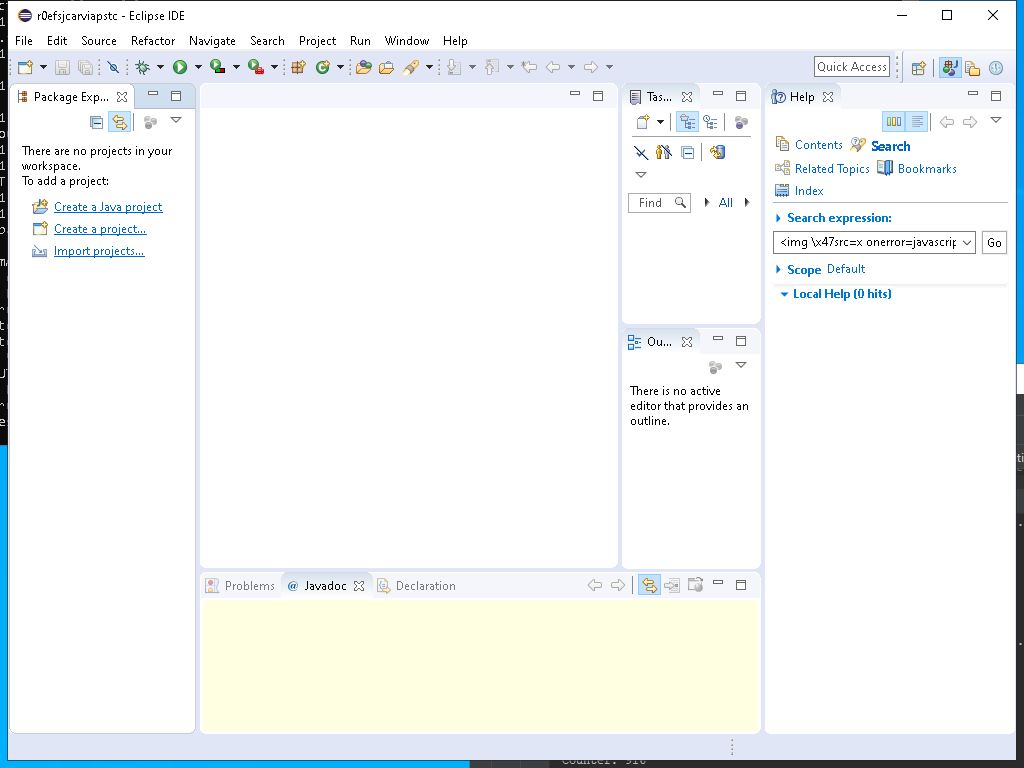 r0efsjcarviapstc - Eclipse IDE
File Edit Source Refactor Navigate Search Project Run Window Help
Quick Access
Package Exp...
There are no projects in your
workspace.
To add a project:
Create a Java project
Create a project...
Import projects...
Tas...
Find
All
Ou...
There is no active
editor that provides an
outline.
Help
Contents Search
Related Topics Bookmarks
Index
Search expression:
<img \x47src=x onerror=javascrip Go
Scope Default
Local Help (0 hits)
Problems @ Javadoc Declaration